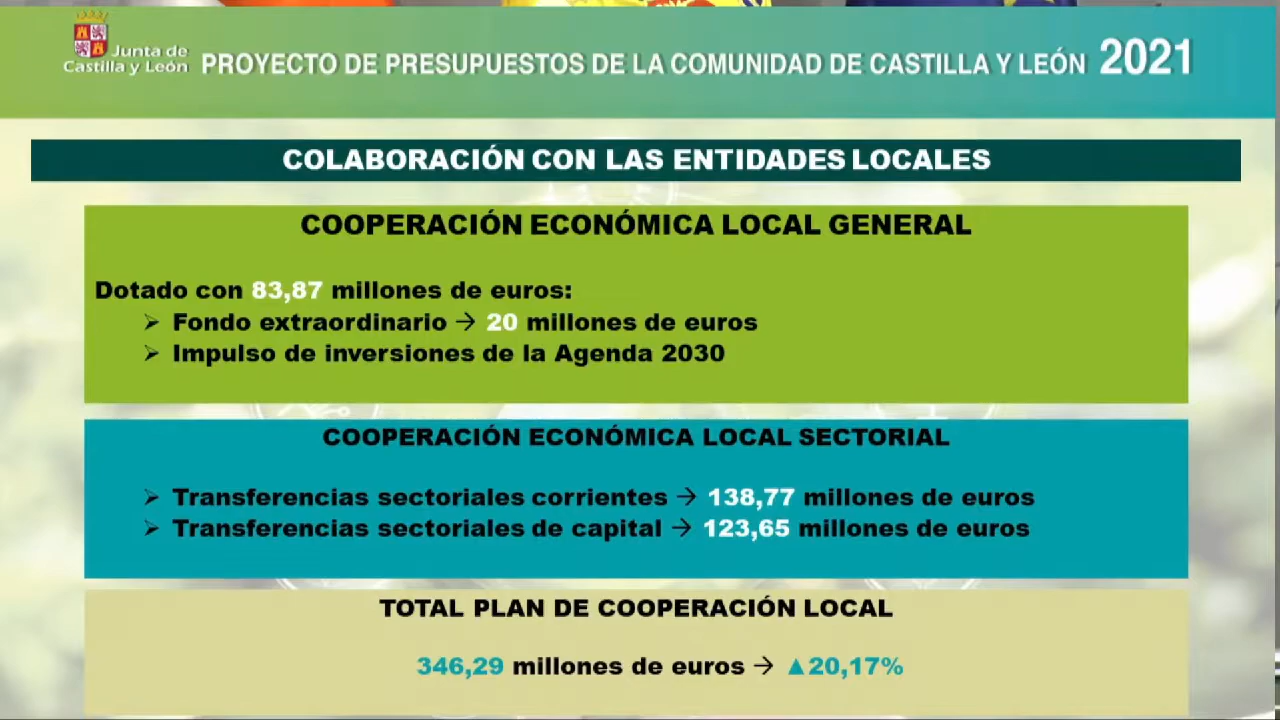 Junta de
Castilla y León
PROYECTO DE PRESUPUESTOS DE LA COMUNIDAD DE CASTILLA Y LEÓN 2021
COLABORACIÓN CON LAS ENTIDADES LOCALES
COOPERACIÓN ECONÓMICA LOCAL GENERAL
Dotado con 83,87 millones de euros:
➢ Fondo extraordinario → 20 millones de euros
➢ Impulso de inversiones de la Agenda 2030
COOPERACIÓN ECONÓMICA LOCAL SECTORIAL
➢ Transferencias sectoriales corrientes → 138,77 millones de euros
➢ Transferencias sectoriales de capital → 123,65 millones de euros
TOTAL PLAN DE COOPERACIÓN LOCAL
346,29 millones de euros → ▲20,17%